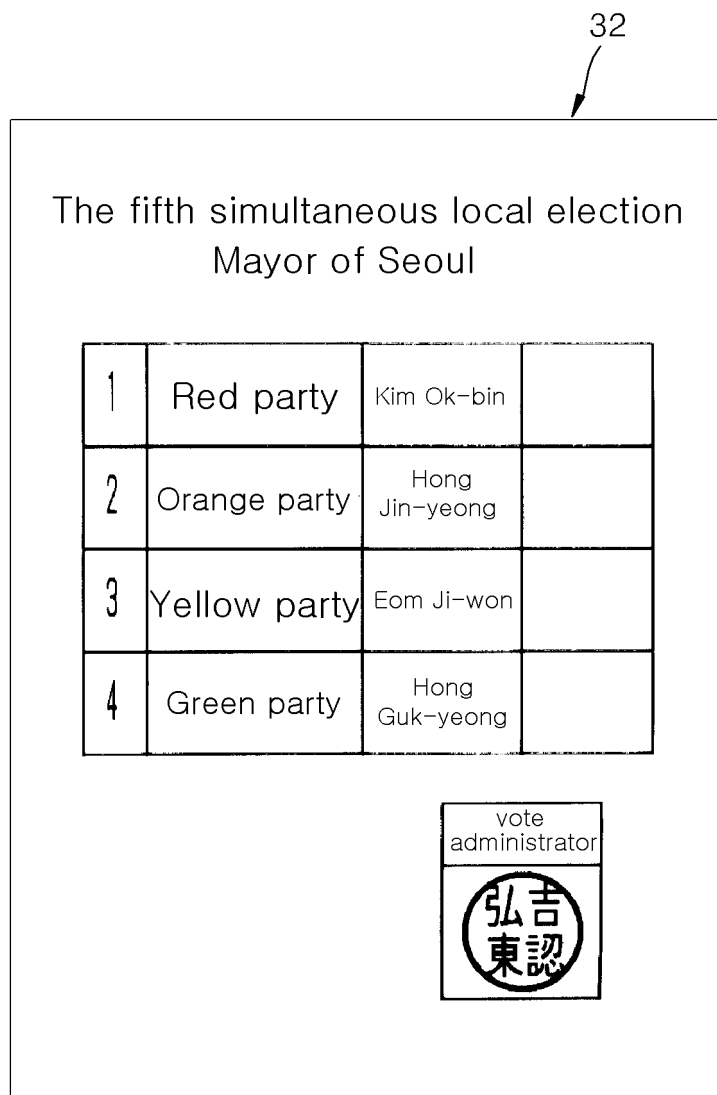 32
The fifth simultaneous local election
Mayor of Seoul
1 Red party Kim Ok-bin
2 Orange party Hong
Jin-yeong
3 Yellow party Eom Ji-won
4 Green party Hong
Guk-yeong
vote
administrator
弘吉
東認